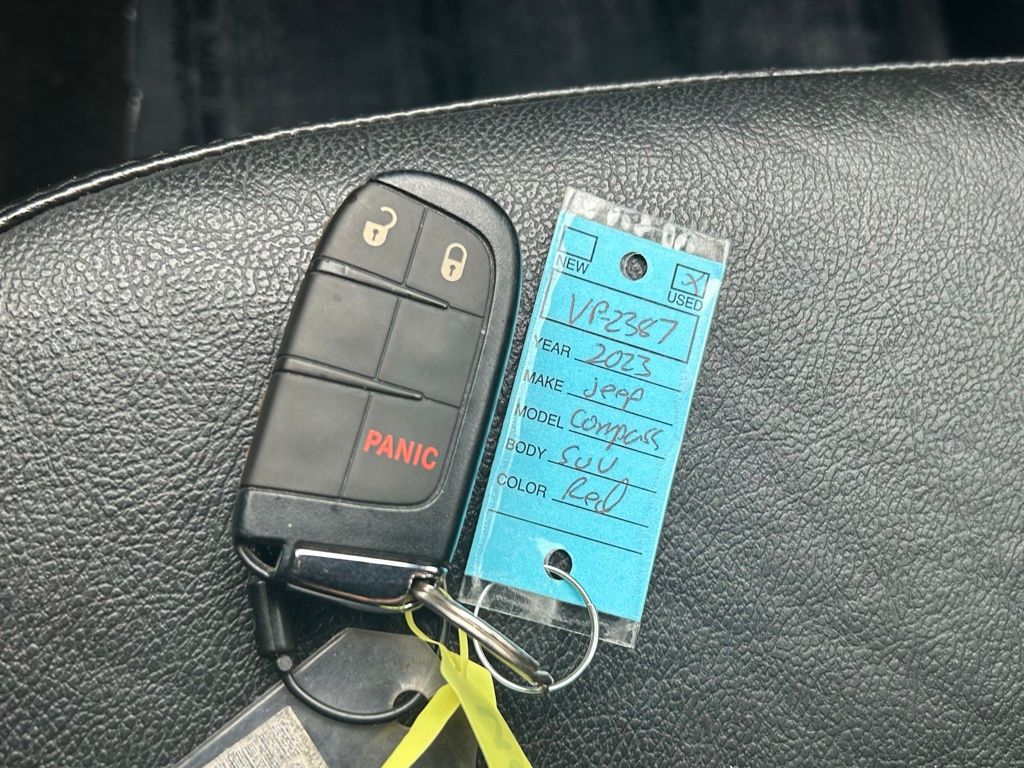 PANIC
NEW
USED
VP-2387
YEAR 2023
MAKE Jeep
MODEL Compass
BODY SUV
COLOR Red